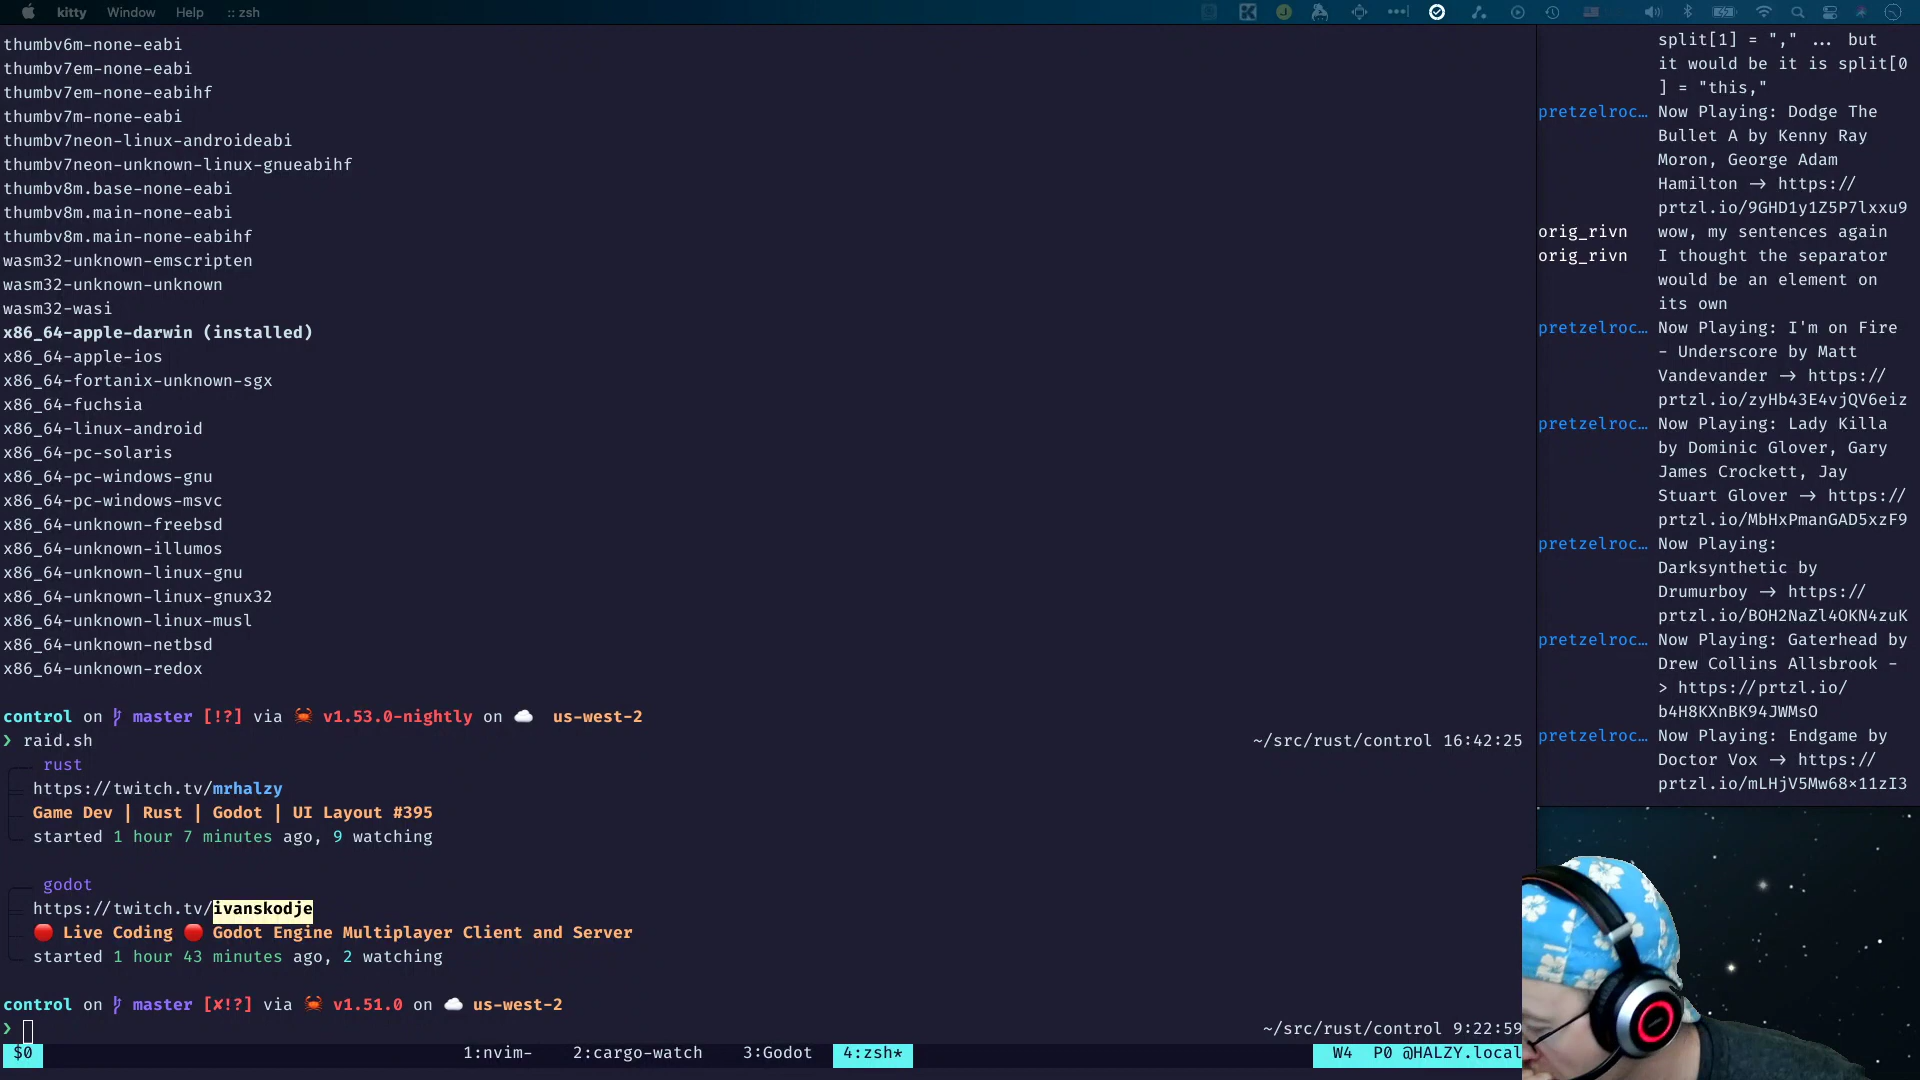 kitty Window Help :: zsh
thumbv6m-none-eabi
thumbv7em-none-eabi
thumbv7em-none-eabihf
thumbv7m-none-eabi
thumbv7neon-linux-androideabi
thumbv7neon-unknown-linux-gnueabihf
thumbv8m.base-none-eabi
thumbv8m.main-none-eabi
thumbv8m.main-none-eabihf
wasm32-unknown-emscripten
wasm32-unknown-unknown
wasm32-wasi
x86_64-apple-darwin (installed)
x86_64-apple-ios
x86_64-fortanix-unknown-sgx
x86_64-fuchsia
x86_64-linux-android
x86_64-pc-solaris
x86_64-pc-windows-gnu
x86_64-pc-windows-msvc
x86_64-unknown-freebsd
x86_64-unknown-illumos
x86_64-unknown-linux-gnu
x86_64-unknown-linux-gnux32
x86_64-unknown-linux-musl
x86_64-unknown-netbsd
x86_64-unknown-redox
control on master [!?] via 🦀 v1.53.0-nightly on ☁️ us-west-2
❯ raid.sh ~/src/rust/control 16:42:25
rust
https://twitch.tv/mrhalzy
Game Dev | Rust | Godot | UI Layout #395
started 1 hour 7 minutes ago, 9 watching
godot
https://twitch.tv/ivanskodje
🔴 Live Coding 🔴 Godot Engine Multiplayer Client and Server
started 1 hour 43 minutes ago, 2 watching
control on master [✘!?] via 🦀 v1.51.0 on ☁️ us-west-2
❯ ~/src/rust/control 9:22:59
$0 1:nvim- 2:cargo-watch 3:Godot 4:zsh* W4 P0 @HALZY.local
split[1] = "," … but
it would be it is split[0
] = "this,"
pretzelroc… Now Playing: Dodge The
Bullet A by Kenny Ray
Moron, George Adam
Hamilton -> https://
prtzl.io/9GHD1y1Z5P7lxxu9
orig_rivn wow, my sentences again
orig_rivn I thought the separator
would be an element on
its own
pretzelroc… Now Playing: I'm on Fire
- Underscore by Matt
Vandevander -> https://
prtzl.io/zyHb43E4vjQV6eiz
pretzelroc… Now Playing: Lady Killa
by Dominic Glover, Gary
James Crockett, Jay
Stuart Glover -> https://
prtzl.io/MbHxPmanGAD5xzF9
pretzelroc… Now Playing:
Darksynthetic by
Drumurboy -> https://
prtzl.io/BOH2NaZl4OKN4zuK
pretzelroc… Now Playing: Gaterhead by
Drew Collins Allsbrook -
> https://prtzl.io/
b4H8KXnBK94JWMsO
pretzelroc… Now Playing: Endgame by
Doctor Vox -> https://
prtzl.io/mLHjV5Mw68x11zI3